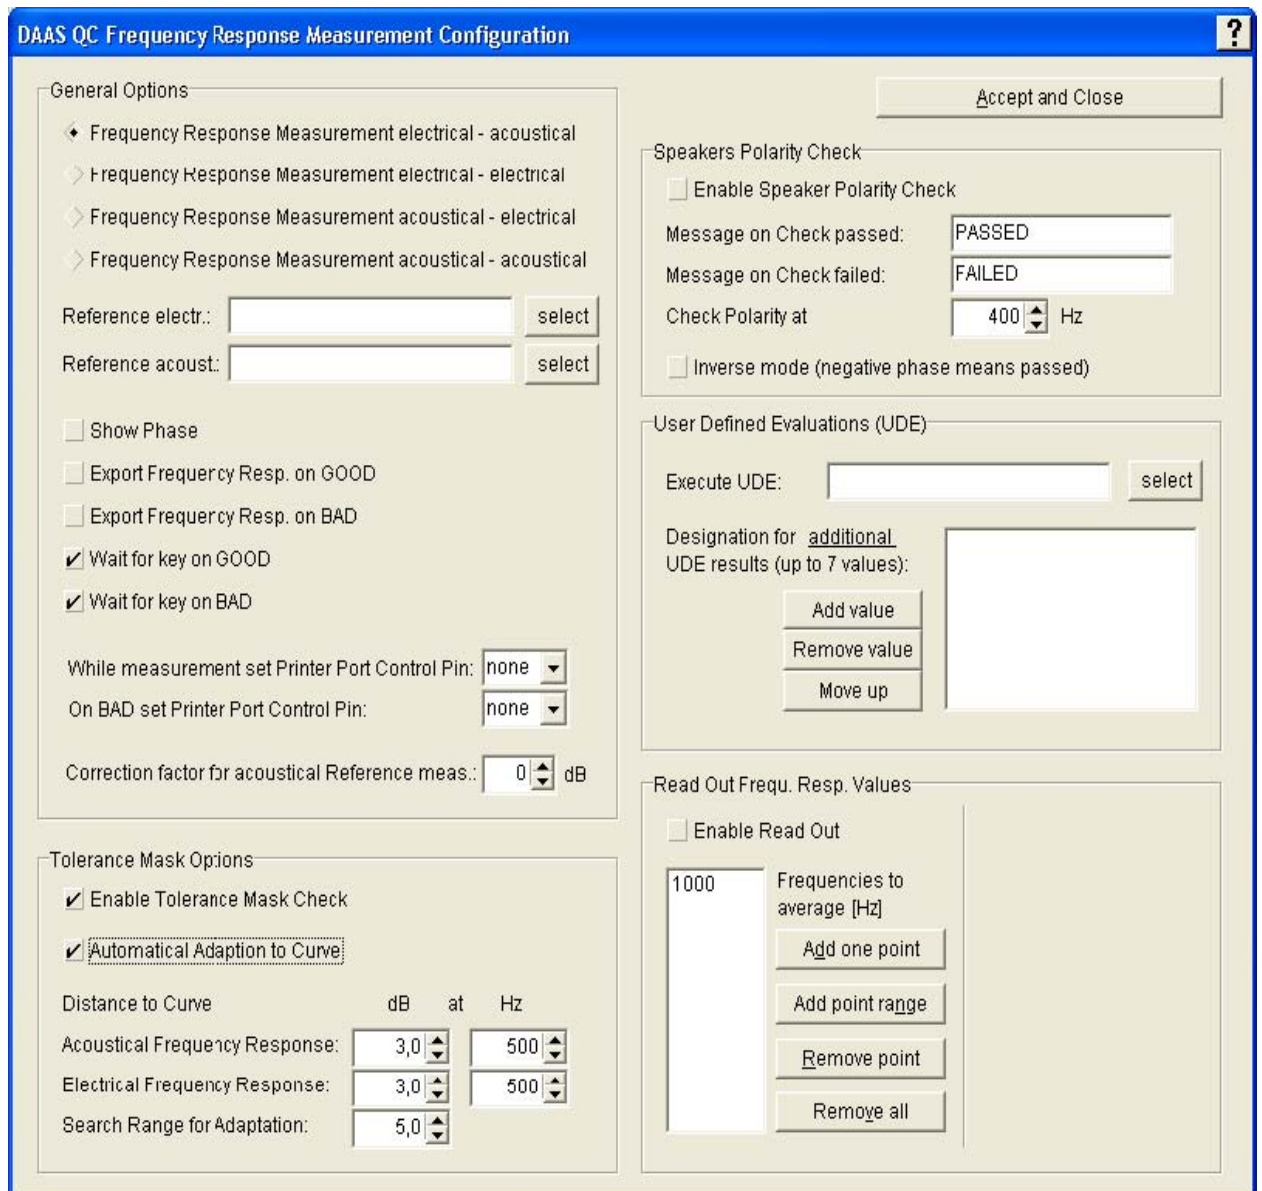 DAAS QC Frequency Response Measurement Configuration
?
General Options
Frequency Response Measurement electrical - acoustical
Frequency Response Measurement electrical - electrical
Frequency Response Measurement acoustical - electrical
Frequency Response Measurement acoustical - acoustical
Reference electr.: select
Reference acoust.: select
Show Phase
Export Frequency Resp. on GOOD
Export Frequency Resp. on BAD
Wait for key on GOOD
Wait for key on BAD
While measurement set Printer Port Control Pin: none
On BAD set Printer Port Control Pin: none
Correction factor for acoustical Reference meas.: 0 dB
Tolerance Mask Options
Enable Tolerance Mask Check
Automatical Adaption to Curve
Distance to Curve dB at Hz
Acoustical Frequency Response: 3,0 500
Electrical Frequency Response: 3,0 500
Search Range for Adaptation: 5,0
Accept and Close
Speakers Polarity Check
Enable Speaker Polarity Check
Message on Check passed: PASSED
Message on Check failed: FAILED
Check Polarity at 400 Hz
Inverse mode (negative phase means passed)
User Defined Evaluations (UDE)
Execute UDE: select
Designation for additional
UDE results (up to 7 values):
Add value
Remove value
Move up
Read Out Frequ. Resp. Values
Enable Read Out
1000 Frequencies to
average [Hz]
Add one point
Add point range
Remove point
Remove all